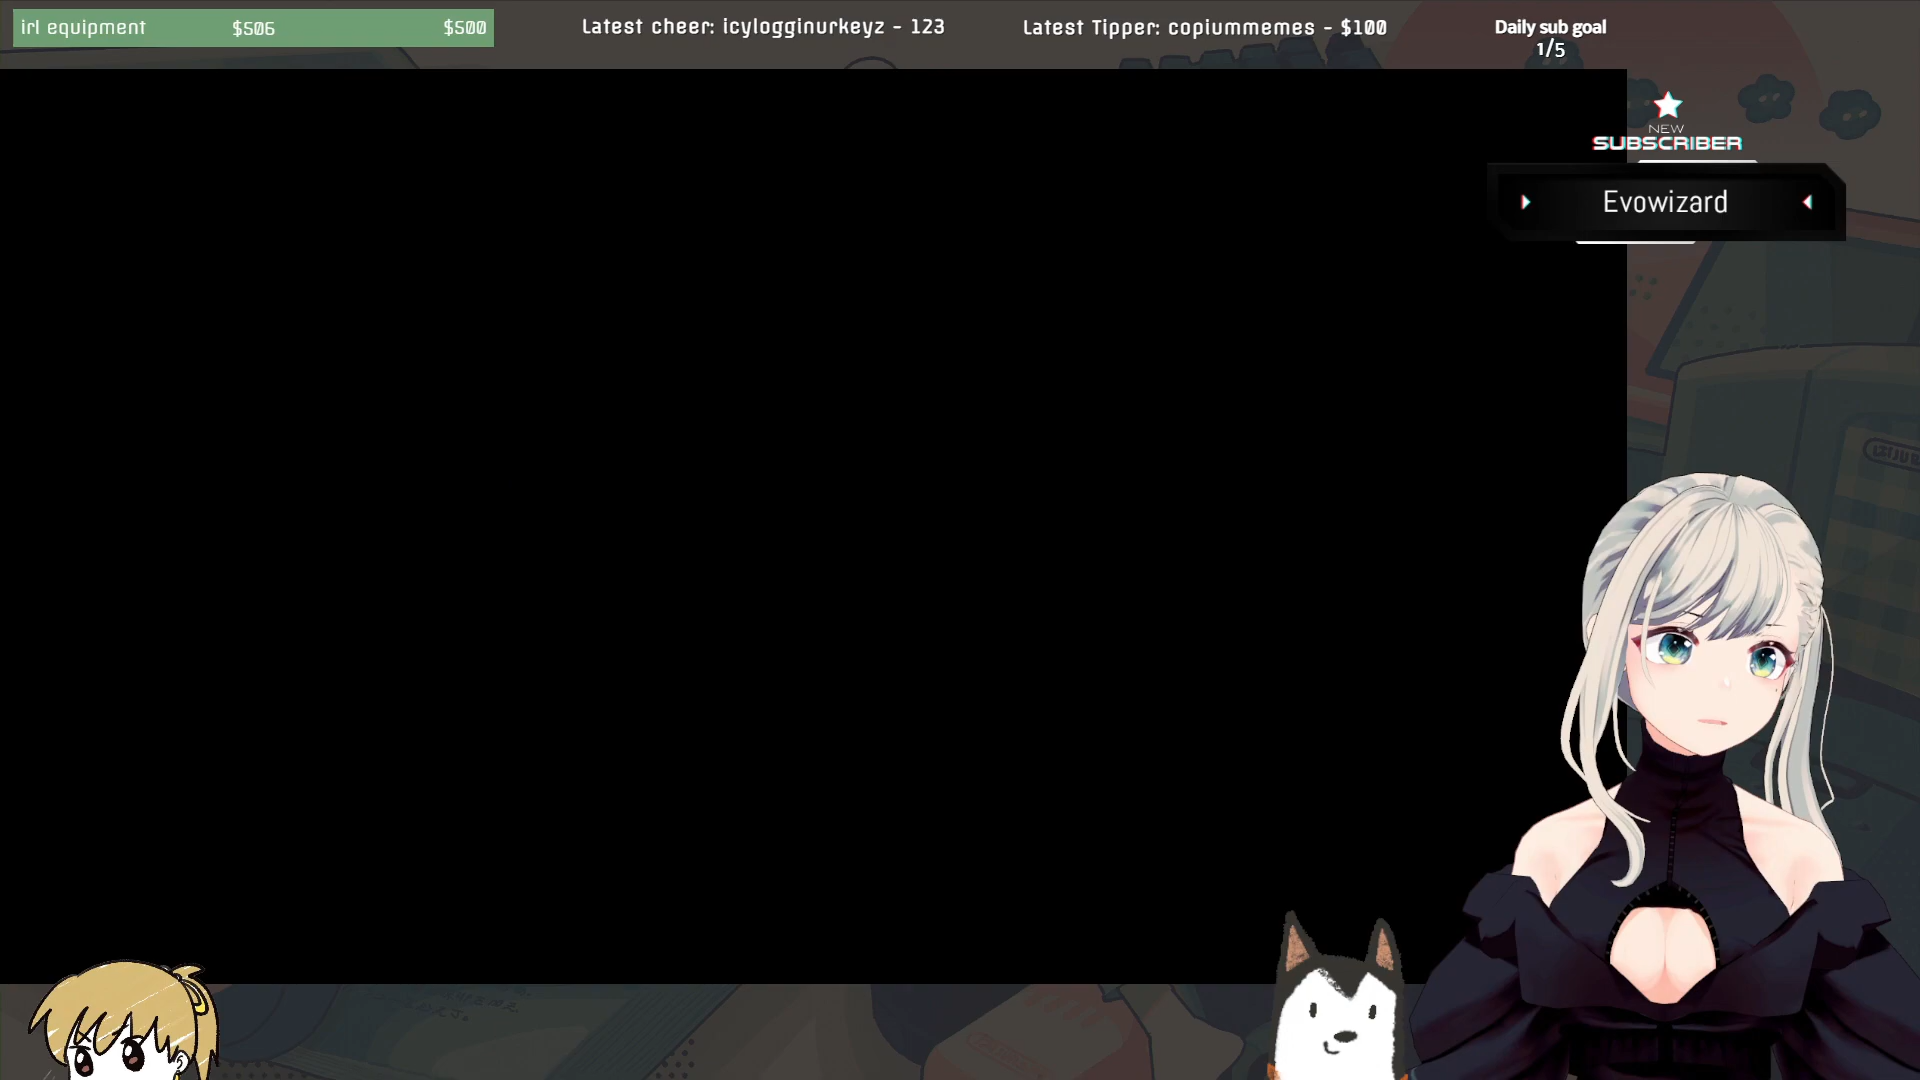 irl equipment $506 $500
Latest cheer: icylogginurkeyz - 123
Latest Tipper: copiummemes - $100
Daily sub goal
1/5
NEW
SUBSCRIBER
Evowizard